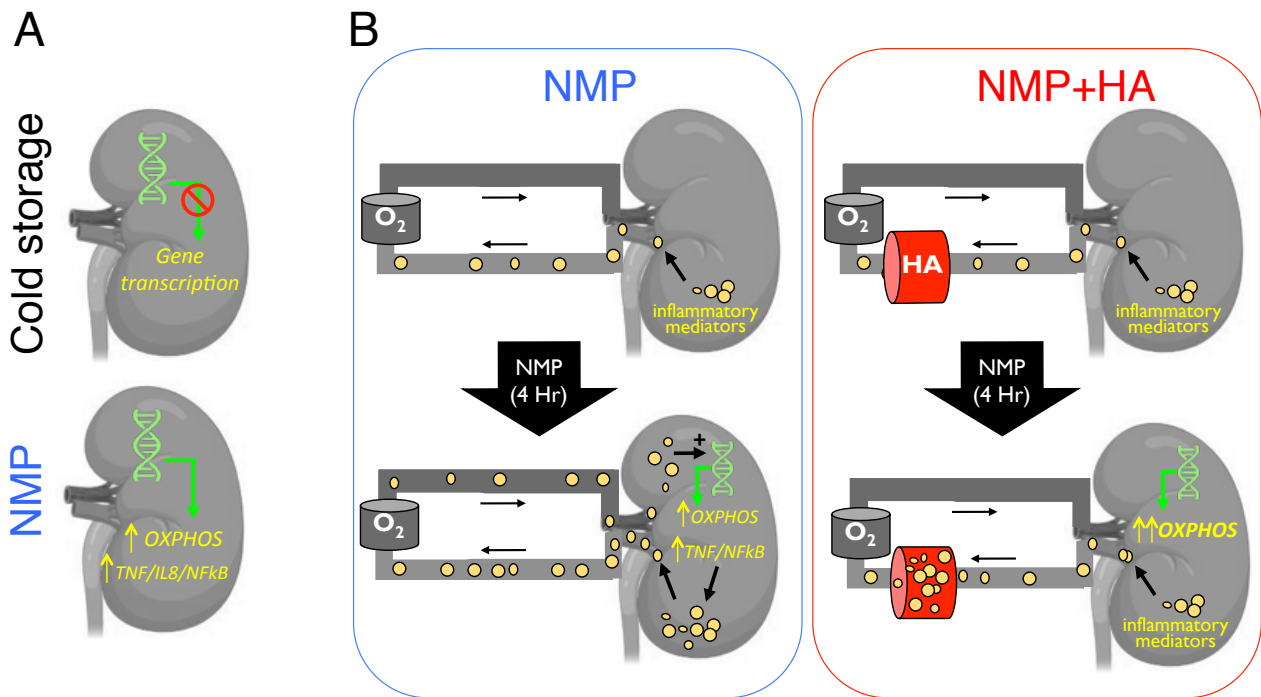 A
Cold storage
Gene
transcription
NMP
↑ OXPHOS
↑ TNF/IL8/NFkB
B
NMP
O2
inflammatory
mediators
NMP
(4 Hr)
+
O2
↑ OXPHOS
↑ TNF/NFkB
NMP+HA
O2
HA
inflammatory
mediators
NMP
(4 Hr)
O2
↑↑OXPHOS
inflammatory
mediators